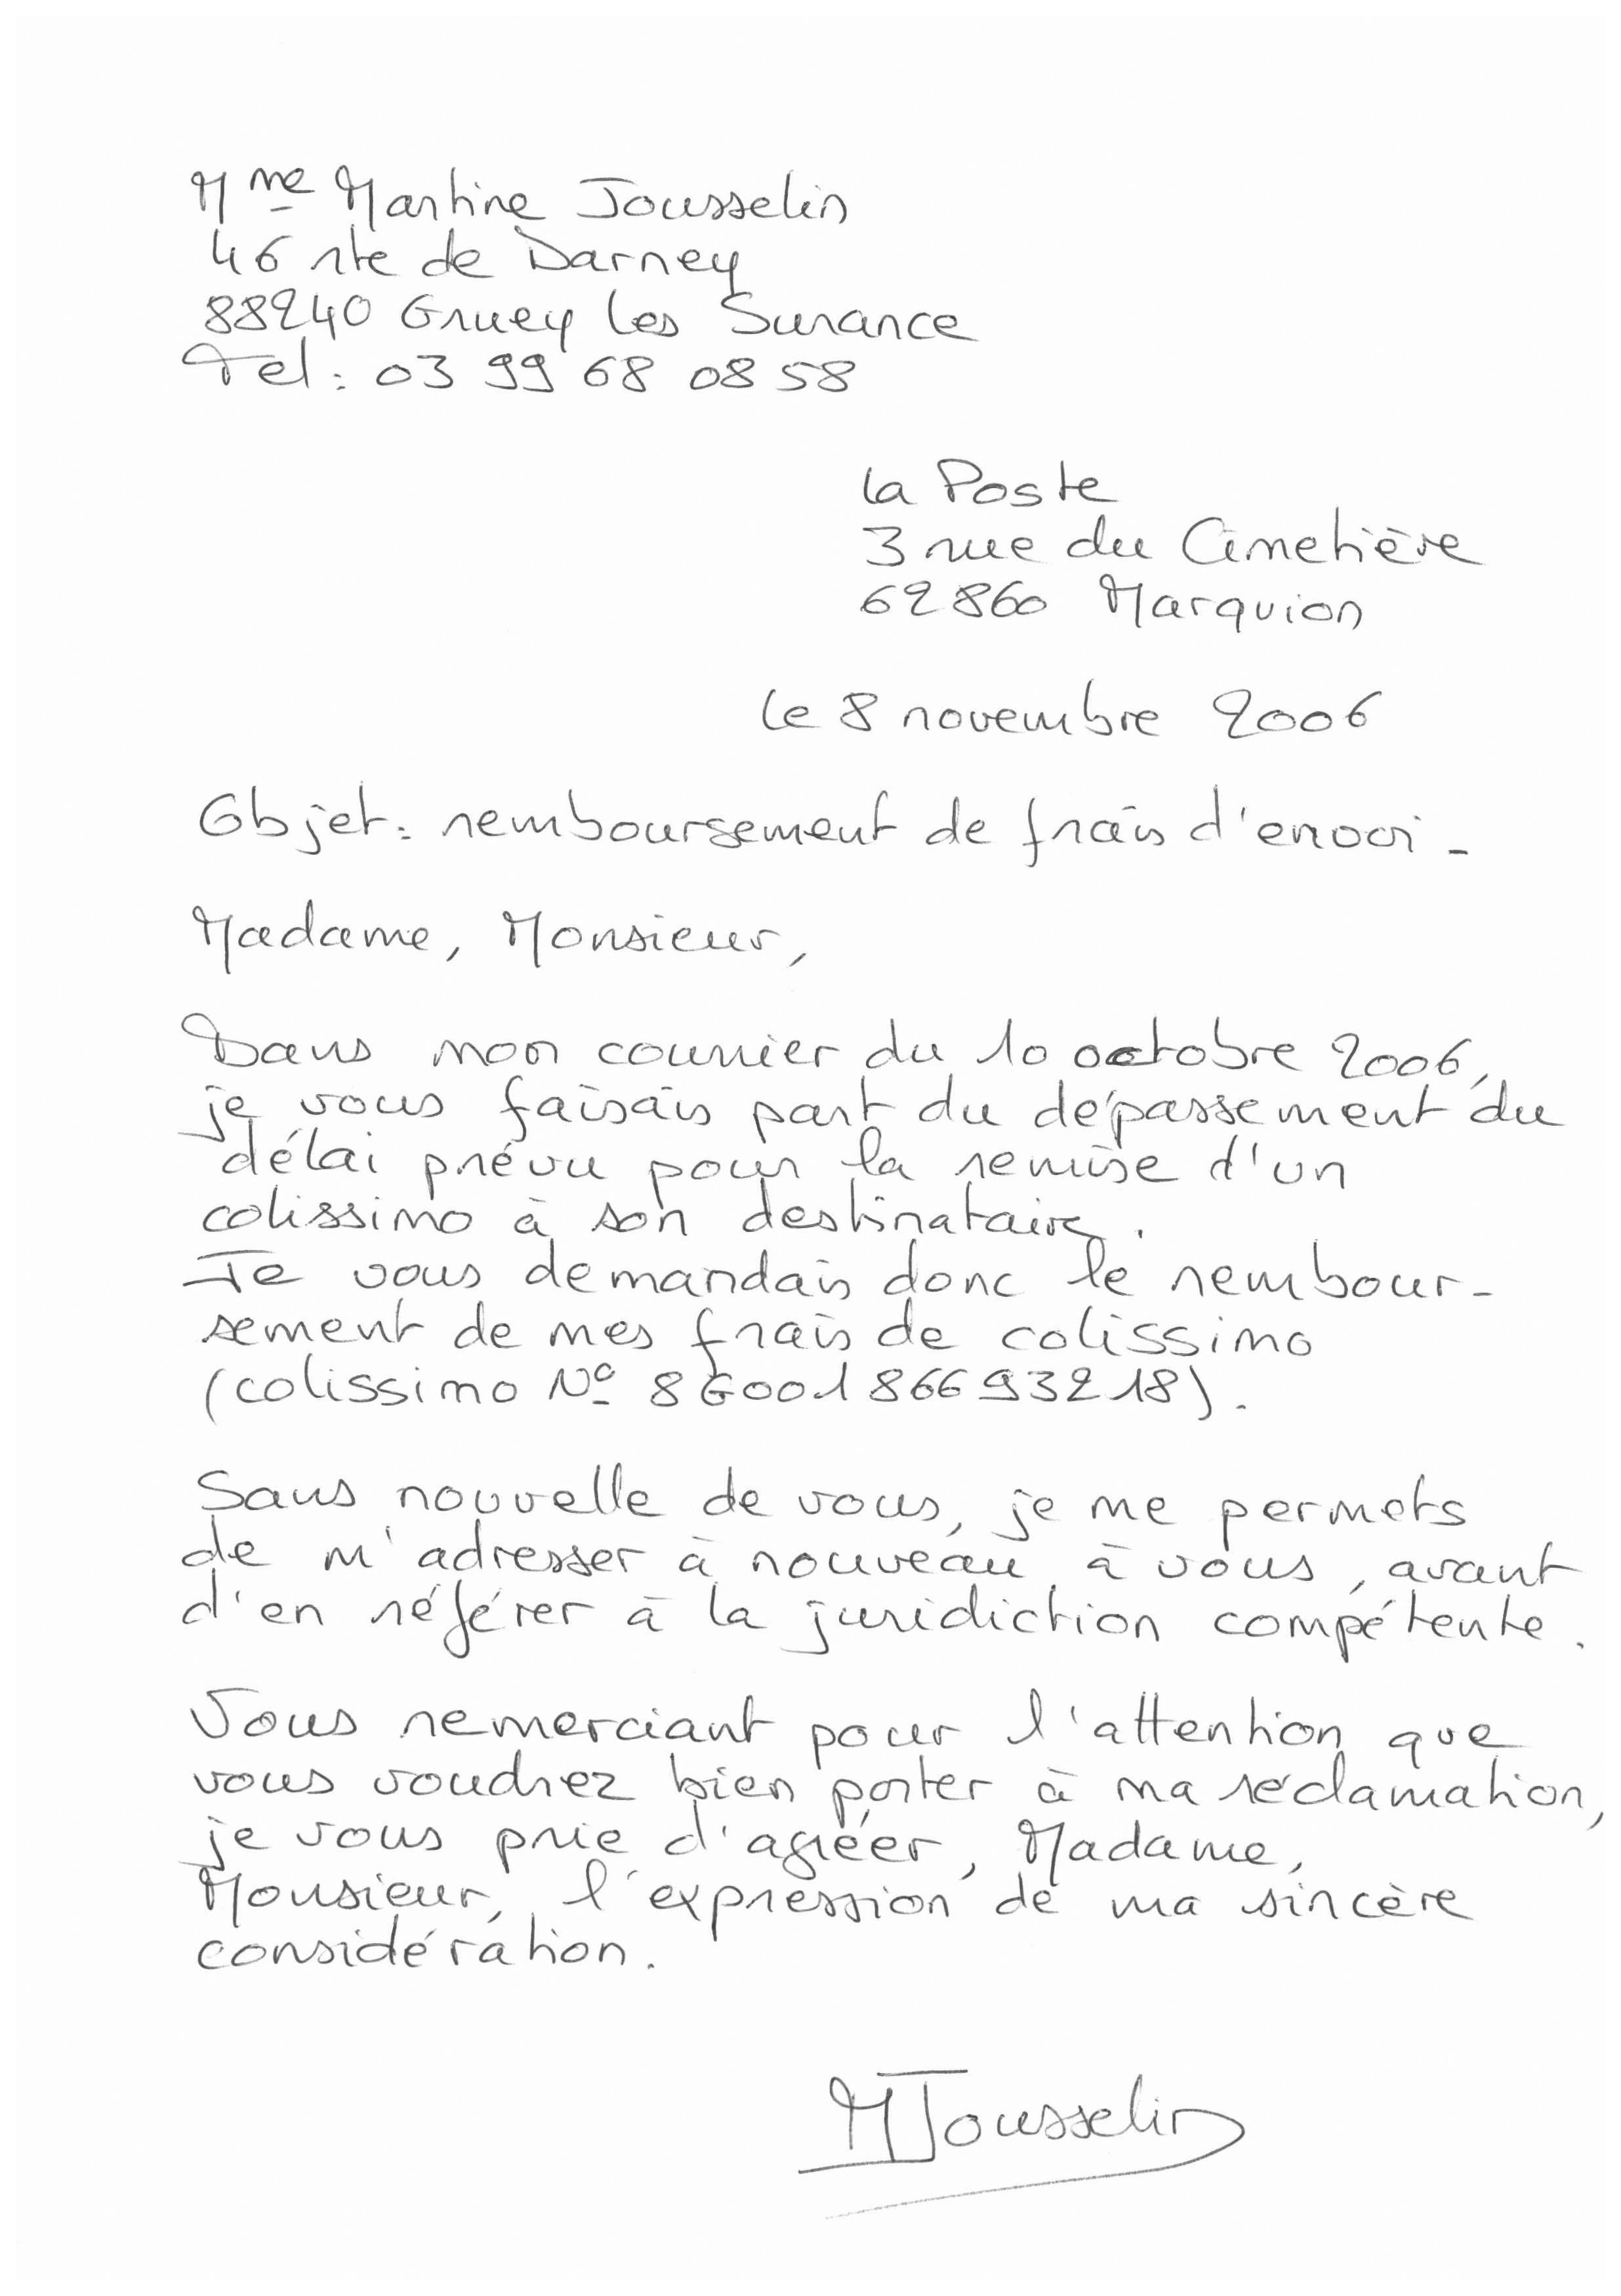 Mme Martine Jousselin
46 rte de Darney
88240 Gruey les Surance
Tel : 03 99 68 08 58
La Poste
3 rue du Cimetière
62860 Marquion
le 8 novembre 2006
Objet : remboursement de frais d'envoi -
Madame, Monsieur,
Dans mon courrier du 10 octobre 2006,
je vous faisais part du dépassement du
délai prévu pour la remise d'un
colissimo à son destinataire.
Je vous demandais donc le rembour-
sement de mes frais de colissimo
(colissimo N° 8G00186693218).
Sans nouvelle de vous, je me permets
de m'adresser à nouveau à vous, avant
d'en référer à la juridiction compétente.
Vous remerciant pour l'attention que
vous voudrez bien porter à ma réclamation,
je vous prie d'agréer, Madame,
Monsieur, l'expression de ma sincère
considération.
MJousselin